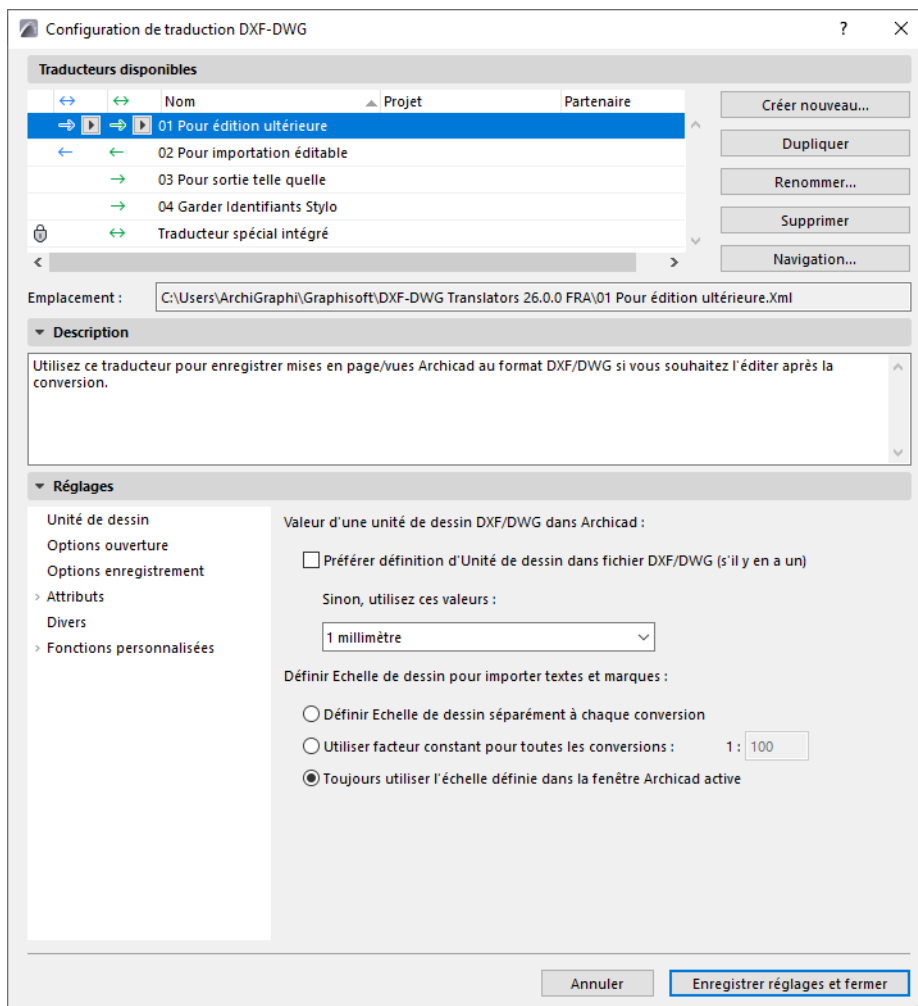 Configuration de traduction DXF-DWG
?
Traducteurs disponibles
Nom Projet Partenaire
01 Pour édition ultérieure
02 Pour importation éditable
03 Pour sortie telle quelle
04 Garder Identifiants Stylo
Traducteur spécial intégré
Créer nouveau...
Dupliquer
Renommer...
Supprimer
Navigation...
Emplacement : C:\Users\ArchiGraphi\Graphisoft\DXF-DWG Translators 26.0.0 FRA\01 Pour édition ultérieure.Xml
Description
Utilisez ce traducteur pour enregistrer mises en page/vues Archicad au format DXF/DWG si vous souhaitez l'éditer après la
conversion.
Réglages
Unité de dessin
Options ouverture
Options enregistrement
Attributs
Divers
Fonctions personnalisées
Valeur d'une unité de dessin DXF/DWG dans Archicad :
Préférer définition d'Unité de dessin dans fichier DXF/DWG (s'il y en a un)
Sinon, utilisez ces valeurs :
1 millimètre
Définir Echelle de dessin pour importer textes et marques :
Définir Echelle de dessin séparément à chaque conversion
Utiliser facteur constant pour toutes les conversions : 1 : 100
Toujours utiliser l'échelle définie dans la fenêtre Archicad active
Annuler
Enregistrer réglages et fermer